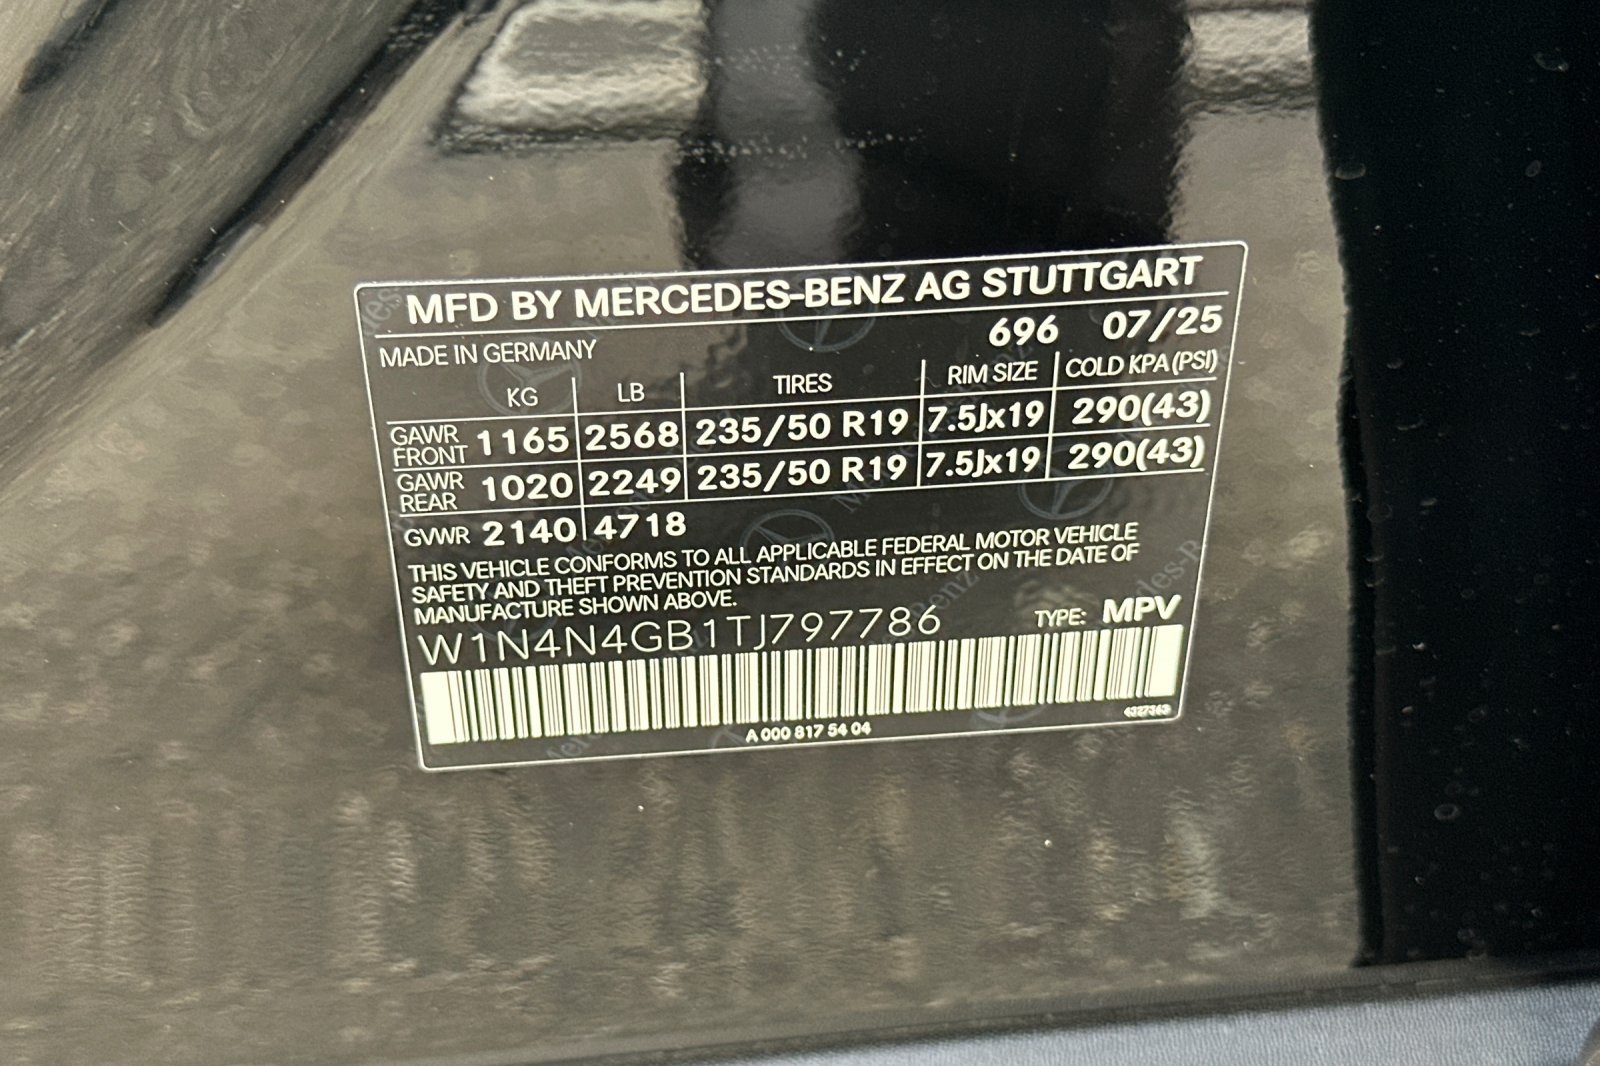 MFD BY MERCEDES-BENZ AG STUTTGART
MADE IN GERMANY 696 07/25
KG LB TIRES RIM SIZE COLD KPA(PSI)
GAWR FRONT 1165 2568 235/50 R19 7.5Jx19 290(43)
GAWR REAR 1020 2249 235/50 R19 7.5Jx19 290(43)
GVWR 2140 4718
THIS VEHICLE CONFORMS TO ALL APPLICABLE FEDERAL MOTOR VEHICLE
SAFETY AND THEFT PREVENTION STANDARDS IN EFFECT ON THE DATE OF
MANUFACTURE SHOWN ABOVE.
W1N4N4GB1TJ797786 TYPE: MPV
A 000 817 54 04